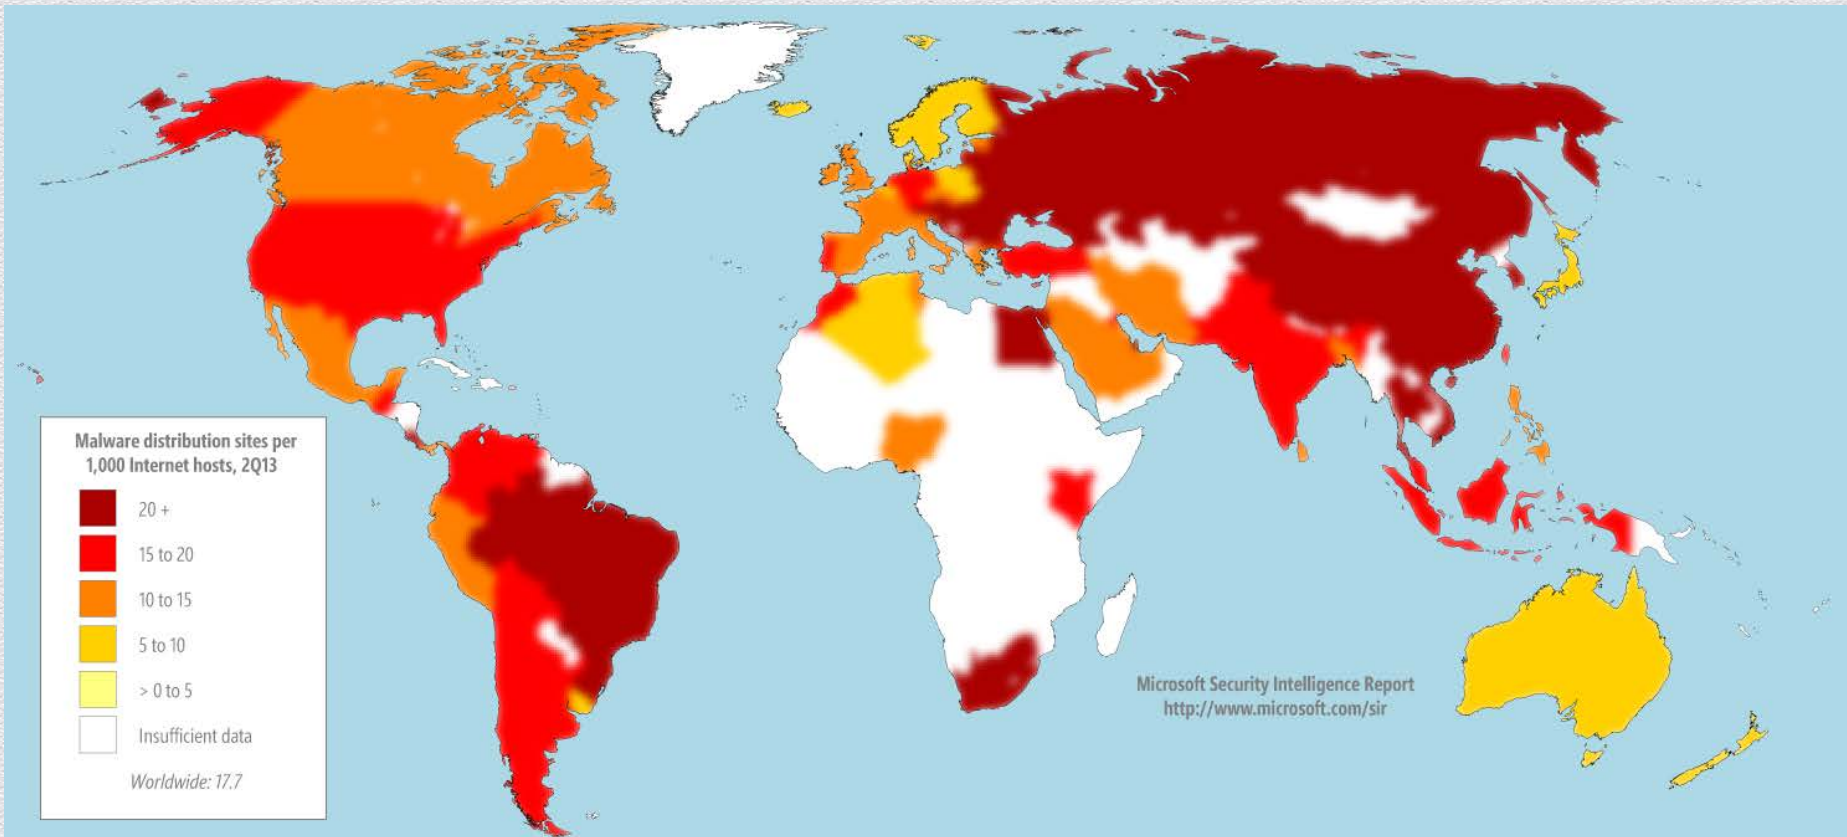 Malware distribution sites per
1,000 Internet hosts, 2Q13
20 +
15 to 20
10 to 15
5 to 10
> 0 to 5
Insufficient data
Worldwide: 17.7
Microsoft Security Intelligence Report
http://www.microsoft.com/sir